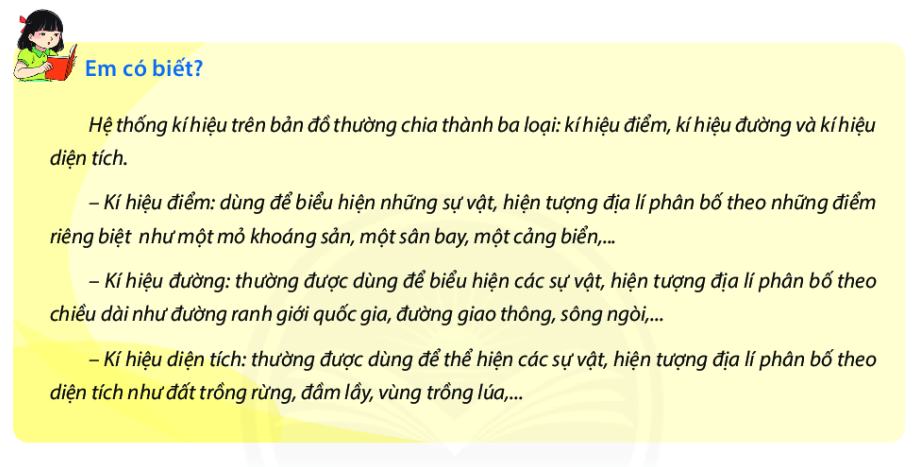 Em có biết?
Hệ thống kí hiệu trên bản đồ thường chia thành ba loại: kí hiệu điểm, kí hiệu đường và kí hiệu
diện tích.
– Kí hiệu điểm: dùng để biểu hiện những sự vật, hiện tượng địa lí phân bố theo những điểm
riêng biệt như một mỏ khoáng sản, một sân bay, một cảng biển,...
– Kí hiệu đường: thường được dùng để biểu hiện các sự vật, hiện tượng địa lí phân bố theo
chiều dài như đường ranh giới quốc gia, đường giao thông, sông ngòi,...
– Kí hiệu diện tích: thường được dùng để thể hiện các sự vật, hiện tượng địa lí phân bố theo
diện tích như đất trồng rừng, đầm lầy, vùng trồng lúa,...